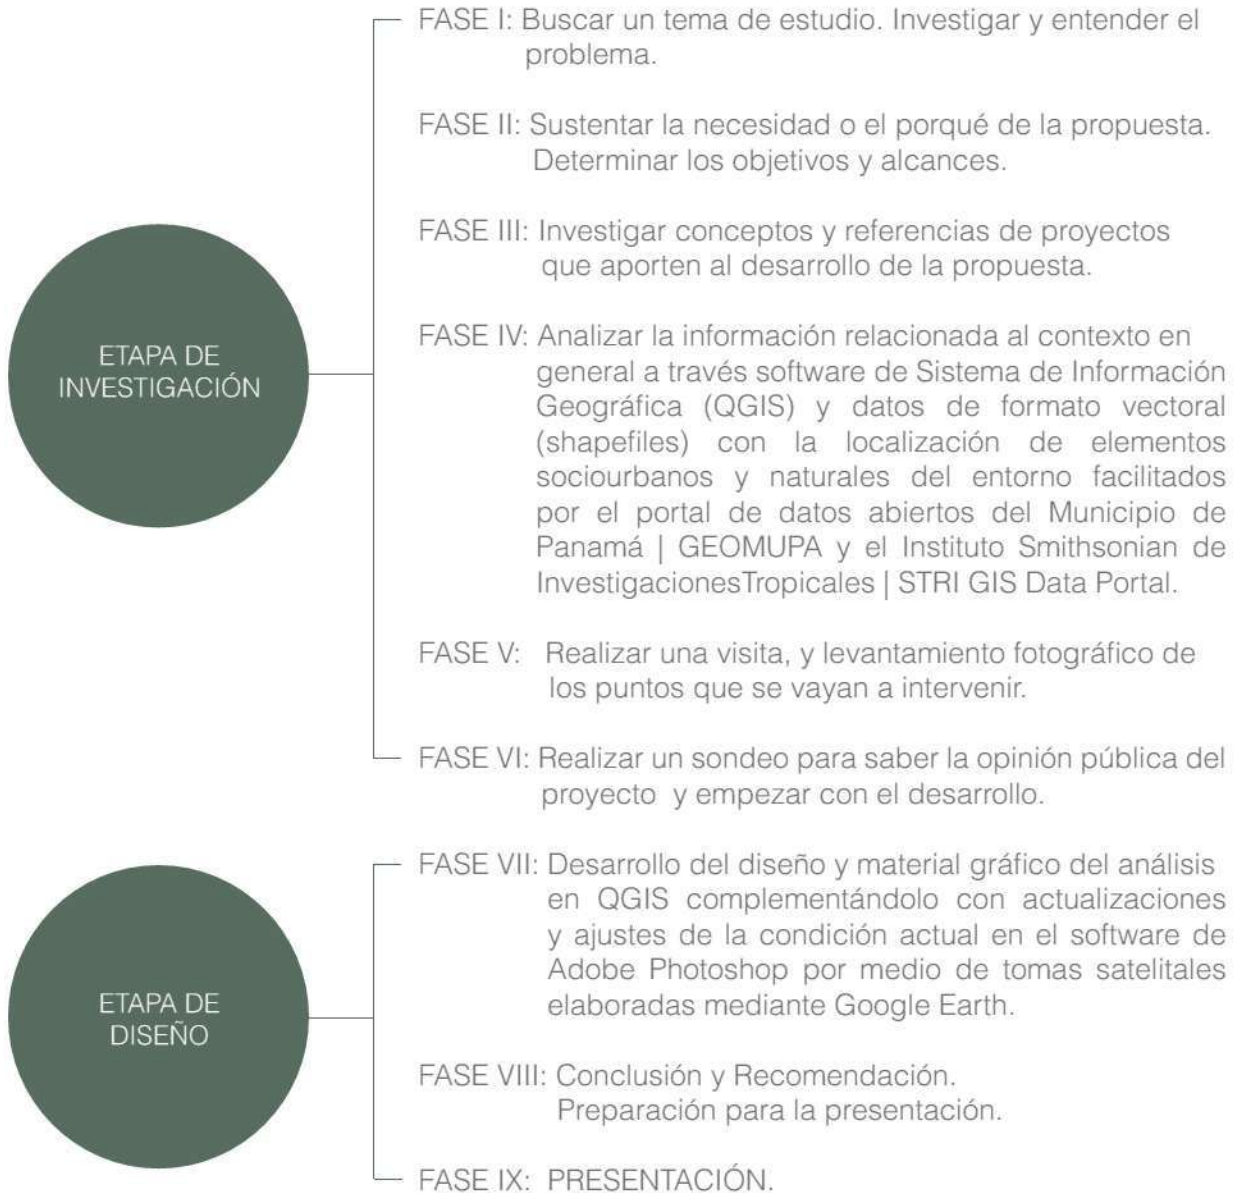 FASE I: Buscar un tema de estudio. Investigar y entender el
problema.
FASE II: Sustentar la necesidad o el porqué de la propuesta.
Determinar los objetivos y alcances.
FASE III: Investigar conceptos y referencias de proyectos
que aporten al desarrollo de la propuesta.
ETAPA DE
INVESTIGACIÓN
FASE IV: Analizar la información relacionada al contexto en
general a través software de Sistema de Información
Geográfica (QGIS) y datos de formato vectoral
(shapefiles) con la localización de elementos
sociourbanos y naturales del entorno facilitados
por el portal de datos abiertos del Municipio de
Panamá | GEOMUPA y el Instituto Smithsonian de
InvestigacionesTropicales | STRI GIS Data Portal.
FASE V: Realizar una visita, y levantamiento fotográfico de
los puntos que se vayan a intervenir.
FASE VI: Realizar un sondeo para saber la opinión pública del
proyecto y empezar con el desarrollo.
ETAPA DE
DISEÑO
FASE VII: Desarrollo del diseño y material gráfico del análisis
en QGIS complementándolo con actualizaciones
y ajustes de la condición actual en el software de
Adobe Photoshop por medio de tomas satelitales
elaboradas mediante Google Earth.
FASE VIII: Conclusión y Recomendación.
Preparación para la presentación.
FASE IX: PRESENTACIÓN.